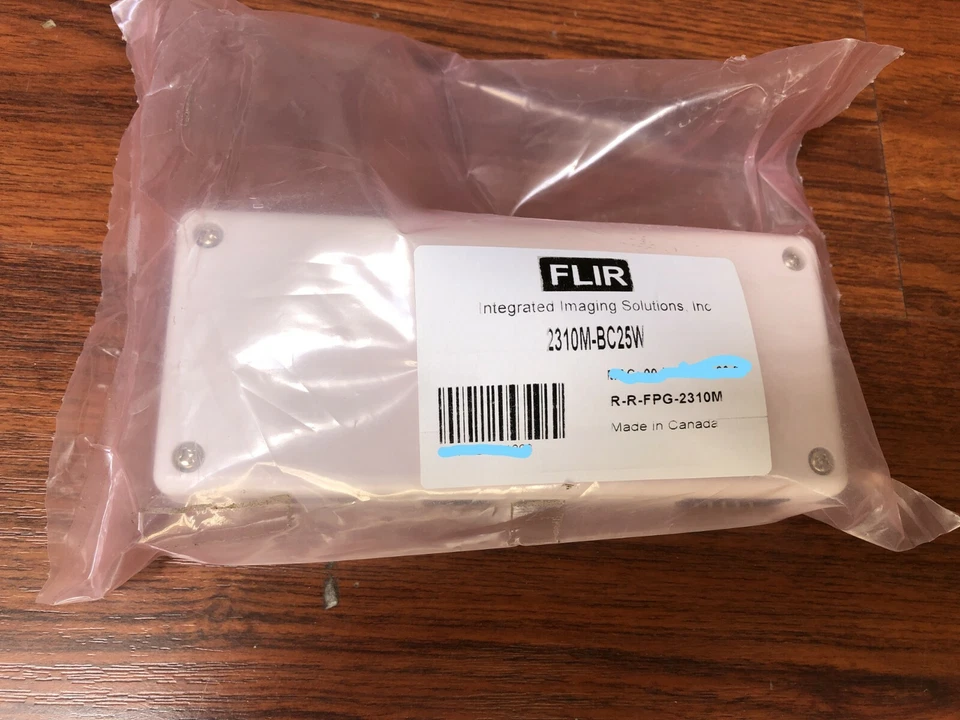 FLIR
Integrated Imaging Solutions, Inc
2310M-BC25W
R-R-FPG-2310M
Made in Canada